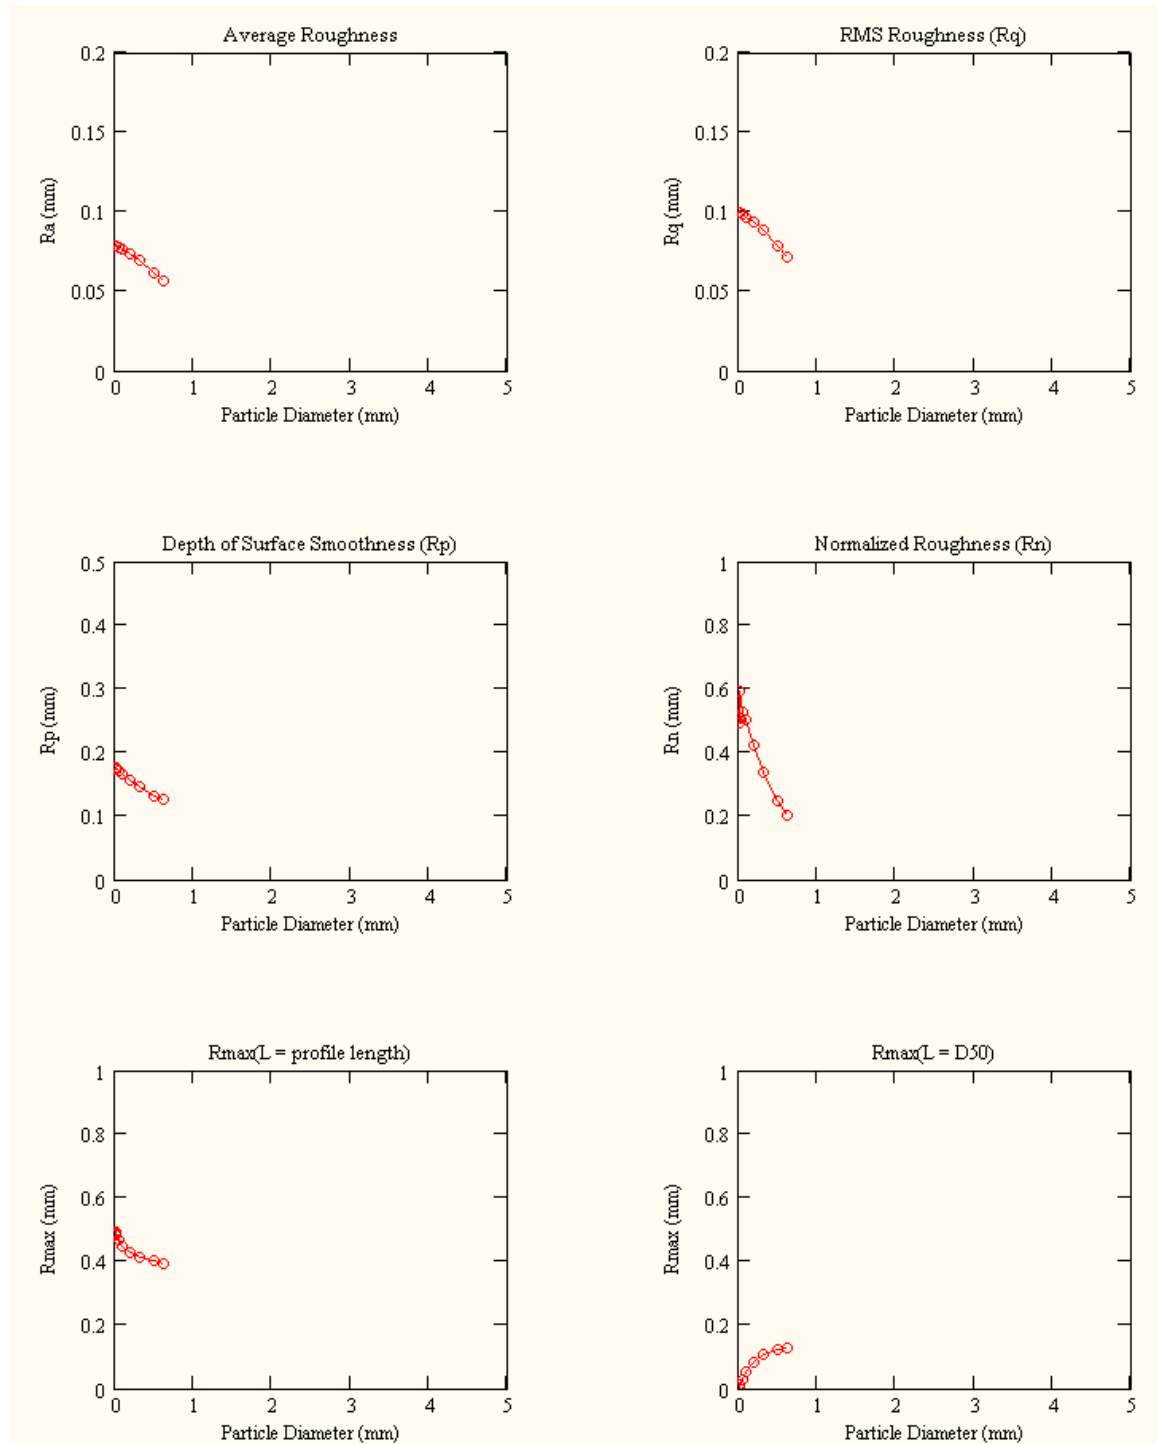 Average Roughness
0.2
0.15
0.1
0.05
0
Ra (mm)
0 1 2 3 4 5
Particle Diameter (mm)
RMS Roughness (Rq)
0.2
0.15
0.1
0.05
0
Rq (mm)
0 1 2 3 4 5
Particle Diameter (mm)
Depth of Surface Smoothness (Rp)
0.5
0.4
0.3
0.2
0.1
0
Rp (mm)
0 1 2 3 4 5
Particle Diameter (mm)
Normalized Roughness (Rn)
1
0.8
0.6
0.4
0.2
0
Rn (mm)
0 1 2 3 4 5
Particle Diameter (mm)
Rmax(L = profile length)
1
0.8
0.6
0.4
0.2
0
Rmax (mm)
0 1 2 3 4 5
Particle Diameter (mm)
Rmax(L = D50)
1
0.8
0.6
0.4
0.2
0
Rmax (mm)
0 1 2 3 4 5
Particle Diameter (mm)